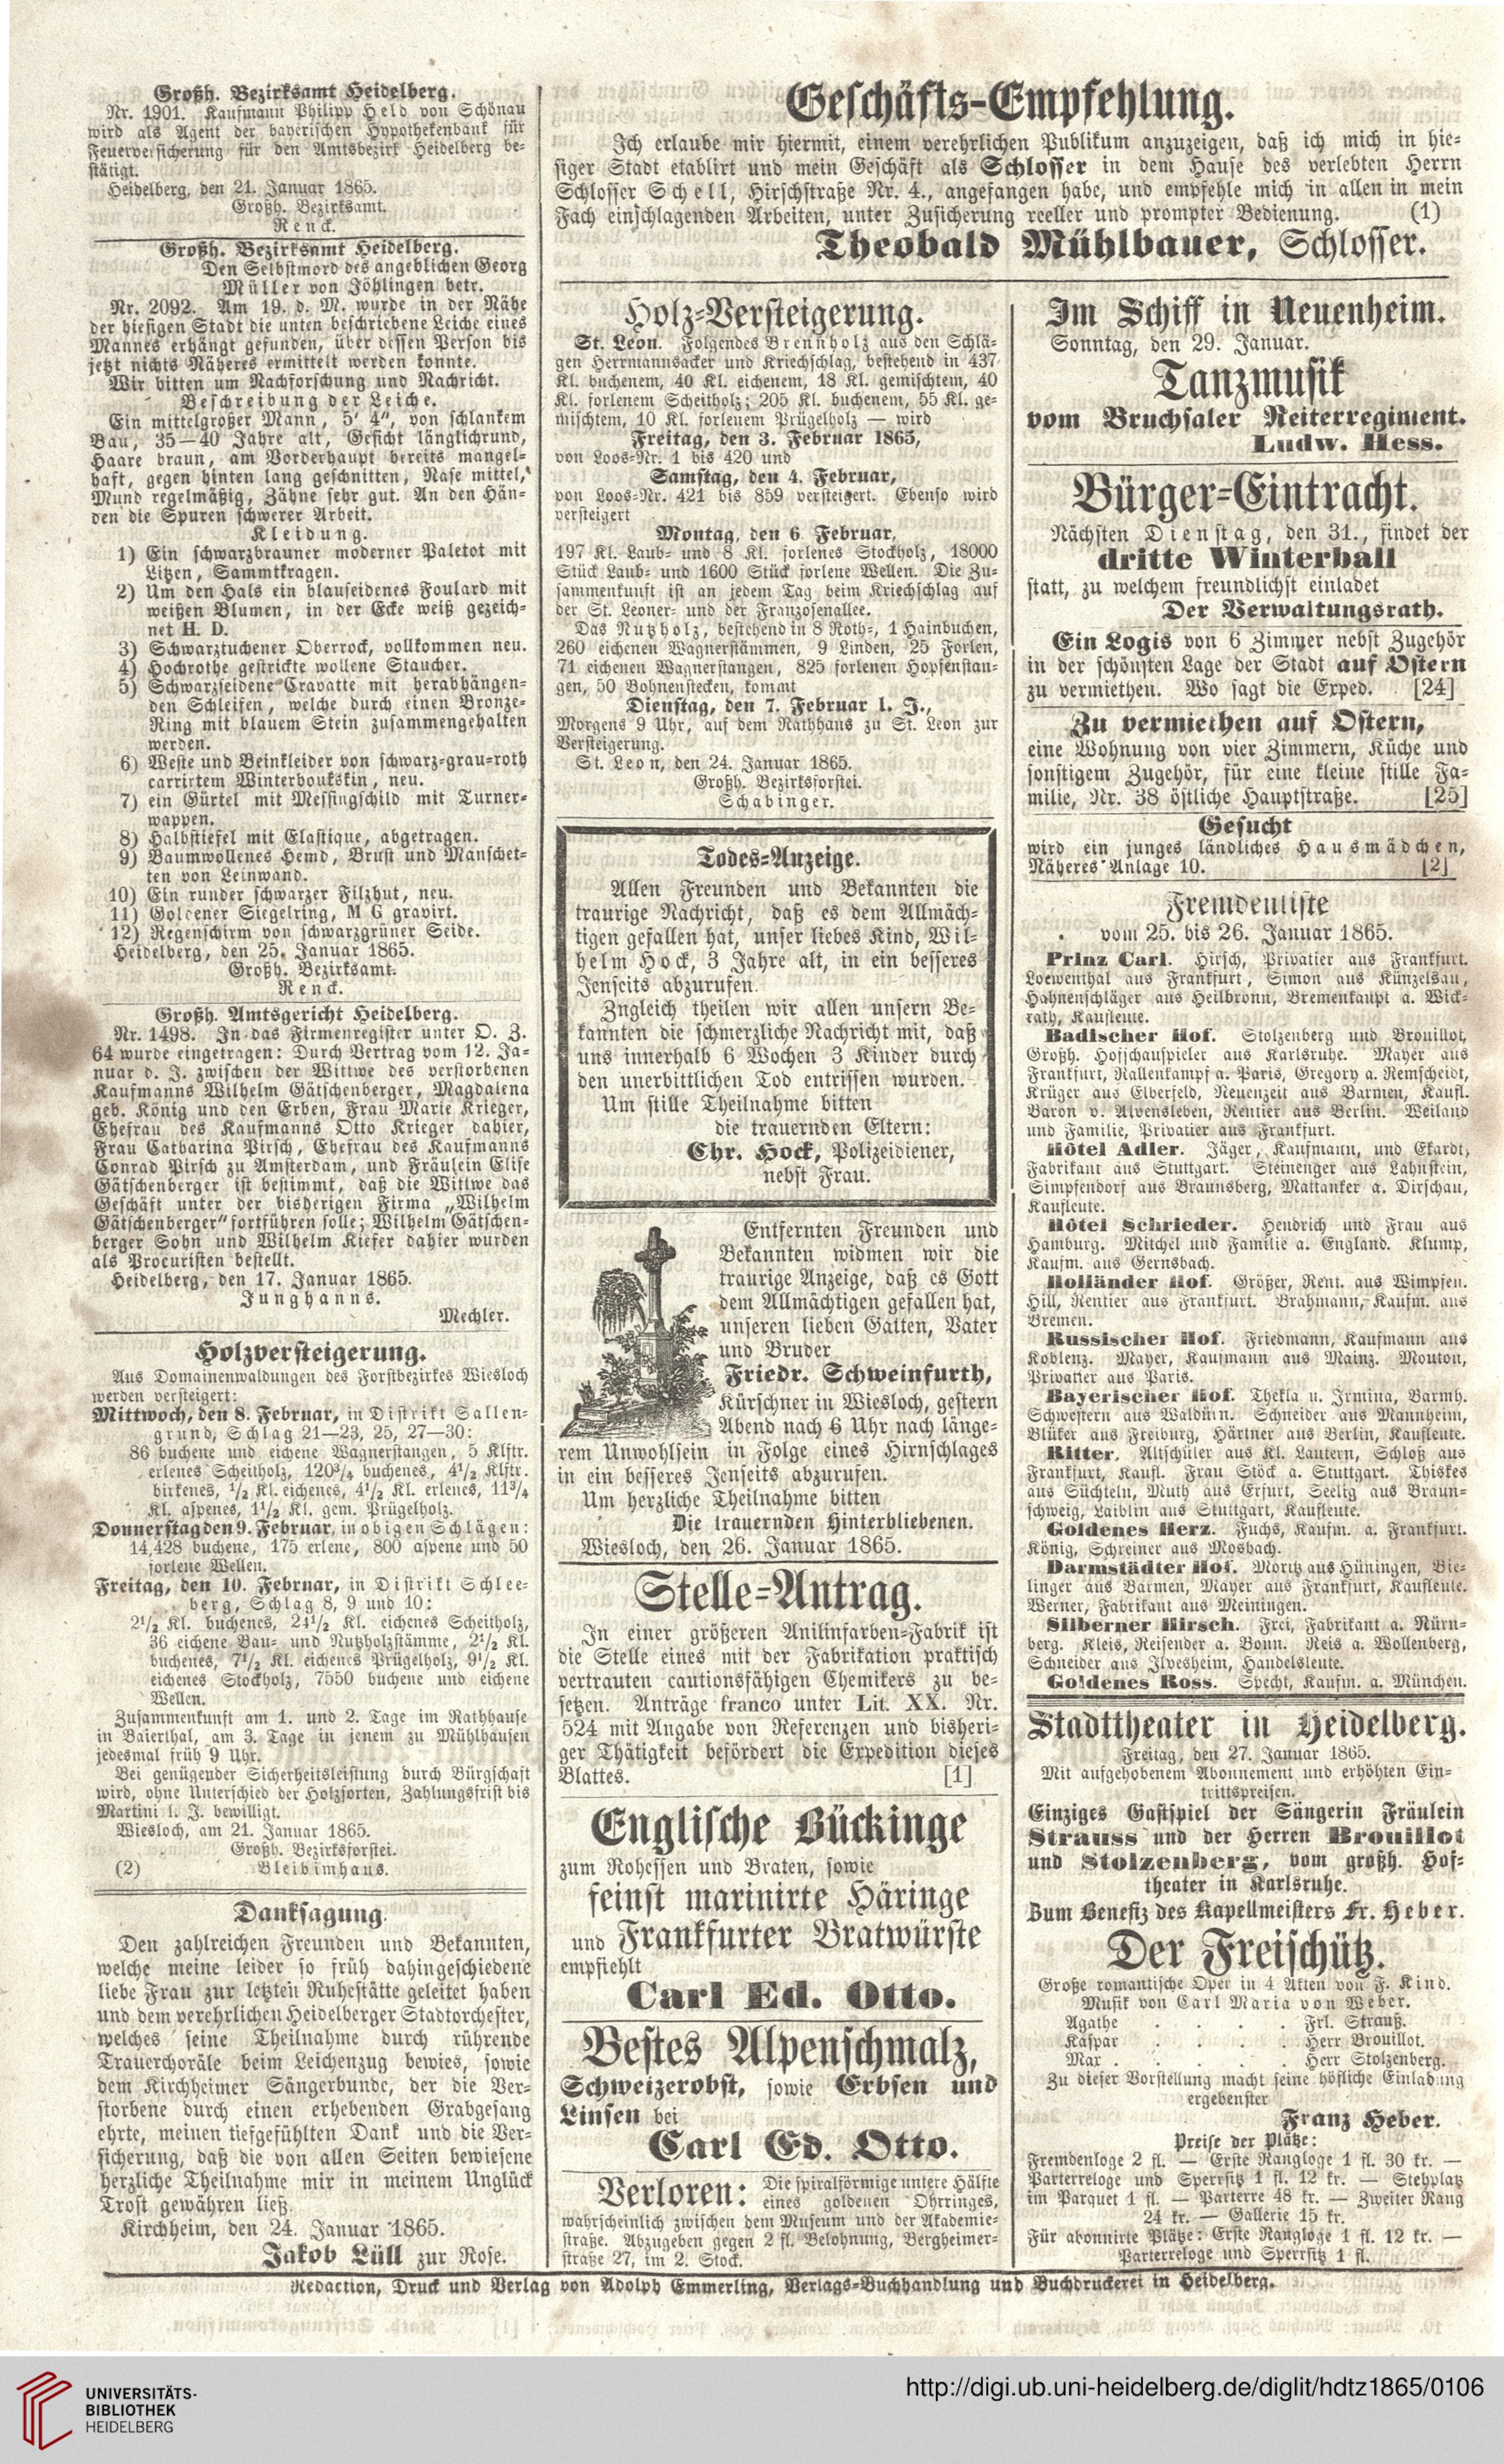 Großh. Bezirksamt Heidelberg.
Nr. 1901. Kaufmann Philipp Held von Schönau
wird als Agent der bayerischen Hypothekenbank für
Feuerversicherung für den Amtsbezirk Heidelberg be-
stätigt.
Heidelberg, den 21. Januar 1865.
Großh. Bezirksamt.
Renck.
Großh. Bezirksamt Heidelberg.
Den Selbstmord des angeblichen Georg
Müller von Jöhlingen betr.
Nr. 2092. Am 19. d. M. wurde in der Nähe
der hiesigen Stadt die unten beschriebene Leiche eines
Mannes erhängt gefunden, über dessen Person bis
jetzt nichts Näheres ermittelt werden konnte.
Wir bitten um Nachforschung und Nachricht.
Beschreibung der Leiche.
Ein mittelgroßer Mann, 5' 4", von schlankem
Bau, 35—40 Jahre alt, Gesicht länglichrund,
Haare braun, am Vorderhaupt bereits mangel-
haft, gegen hinten lang geschnitten, Nase mittel,
Mund regelmäßig, Zähne sehr gut. An den Hän-
den die Spuren schwerer Arbeit.
Kleidung.
1) Ein schwarzbrauner moderner Paletot mit
Litzen, Sammtkragen.
2) Um den Hals ein blauseidenes Foulard mit
weißen Blumen, in der Ecke weiß gezeich-
net H. D.
3) Schwarztuchener Oberrock, vollkommen neu.
4) Hochrothe gestrickte wollene Staucher.
5) Schwarzseidene Cravatte mit herabhängen-
den Schleifen, welche durch einen Bronze-
Ring mit blauem Stein zusammengehalten
werden.
6) Weste und Beinkleider von schwarz-grau-roth
carrirtem Winterboukskin, neu.
7) ein Gürtel mit Messingschild mit Turner-
wappen.
8) Halbstiefel mit Elastique, abgetragen.
9) Baumwollenes Hemd, Brust und Manschet-
ten von Leinwand.
10) Ein runder schwarzer Filzhut, neu.
11) Goldener Siegelring, M G gravirt.
12) Regenschirm von schwarzgrüner Seide.
Heidelberg, den 25. Januar 1865.
Großh. Bezirksamt.
Renck.
Großh. Amtsgericht Heidelberg.
Nr. 1498. In das Firmenregister unter O. Z.
64 wurde eingetragen: Durch Vertrag vom 12. Ja-
nuar d. J. zwischen der Wittwe des verstorbenen
Kaufmanns Wilhelm Gätschenberger, Magdalena
geb. König und den Erben, Frau Marie Krieger,
Ehefrau des Kaufmanns Otto Krieger dahier,
Frau Catharina Pirsch, Ehefrau des Kaufmanns
Conrad Pirsch zu Amsterdam, und Fräulein Elise
Gätschenberger ist bestimmt, daß die Wittwe das
Geschäft unter der bisherigen Firma „Wilhelm
Gätschenberger" fortführen solle; Wilhelm Gätschen-
berger Sohn und Wilhelm Kiefer dahier wurden
als Procuristen bestellt.
Heidelberg, den 17. Januar 1865.
Junghanns.
Mechler.
Holzversteigerung.
Aus Domainenwaldungen des Forstbezirkes Wiesloch
werden versteigert:
Mittwoch, den 8. Februar, in Distrikt Sallen-
grund, Schlag 21—23, 25, 27—30:
86 buchene und eichene Wagnerstangen, 5 Klftr.
erlenes Scheitholz, 120¾ buchenes, 4½ Klftr.
birkenes, ½ Kl. eichenes, 4½ Kl. erlenes, 11¾
Kl. aspenes, 1½ Kl. gem. Prügelholz.
Donnerstag den 9. Februar, in obigen Schlägen:
14,428 buchene, 175 erlene, 800 aspene und 50
forlene Wellen.
Freitag, den 10. Februar, in Distrikt Schlee-
berg, Schlag 8, 9 und 10:
2½ Kl. buchenes, 24½ Kl. eichenes Scheitholz,
36 eichene Bau- und Nutzholzstämme, 2½ Kl.
buchenes, 7½ Kl. eichenes Prügelholz, 9½ Kl.
eichenes Stockholz, 7550 buchene und eichene
Wellen.
Zusammenkunft am 1. und 2. Tage im Rathhause
in Baierthal, am 3. Tage in jenem zu Mühlhausen
jedesmal früh 9 Uhr.
Bei genügender Sicherheitsleistung durch Bürgschaft
wird, ohne Unterschied der Holzsorten, Zahlungsfrist bis
Martini l. J. bewilligt.
Wiesloch, am 21. Januar 1865.
Großh. Bezirksforstei.
(2) Bleibimhaus.
Danksagung.
Den zahlreichen Freunden und Bekannten,
welche meine leider so früh dahingeschiedene
liebe Frau zur letzten Ruhestätte geleitet haben
und dem verehrlichen Heidelberger Stadtorchester,
welches seine Theilnahme durch rührende
Trauerchoräle beim Leichenzug bewies, sowie
dem Kirchheimer Sängerbunde, der die Ver-
storbene durch einen erhebenden Grabgesang
ehrte, meinen tiefgefühlten Dank und die Ver-
sicherung, daß die von allen Seiten bewiesene
herzliche Theilnahme mir in meinem Unglück
Trost gewähren ließ.
Kirchheim, den 24. Januar 1865.
Jakob Lüll zur Rose.
Geschäfts-Empfehlung.
Ich erlaube mir hiermit, einem verehrlichen Publikum anzuzeigen, daß ich mich in hie-
siger Stadt etablirt und mein Geschäft als Schlosser in dem Hause des verlebten Herrn
Schlosser Schell, Hirschstraße Nr. 4., angefangen habe, und empfehle mich in allen in mein
Fach einschlagenden Arbeiten, unter Zusicherung reeller und prompter Bedienung. (1)
Theobald Mühlbauer, Schlosser.
Holz-Versteigerung.
St. Leon. Folgendes Brennholz aus den Schlä-
gen Herrmannsacker und Kriechschlag, bestehend in 437
Kl. buchenem, 40 Kl. eichenem, 18 Kl. gemischtem, 40
Kl. forlenem Scheitholz; 205 Kl. buchenem, 55 Kl. ge-
mischtem, 10 Kl. forlenem Prügelholz — wird
Freitag, den 3. Februar 1865,
von Loos-Nr. 1 bis 420 und
Samstag, den 4. Februar,
von Loos-Nr. 421 bis 859 versteigert. Ebenso wird
versteigert
Montag, den 6. Februar,
197 Kl. Laub- und 8 Kl. forlenes Stockholz, 18000
Stück Laub- und 1600 Stück forlene Wellen. Die Zu-
sammenkunft ist an jedem Tag beim Kriechschlag auf
der St. Leoner- und der Franzosenallee.
Das Nutzholz, bestehend in 8 Roth-, 1 Hainbuchen,
260 eichenen Wagnerstämmen, 9 Linden, 25 Forlen,
71 eichenen Wagnerstangen, 825 forlenen Hopfenstan-
gen, 50 Bohnenstecken, kommt
Dienstag, den 7. Februar l. J.,
Morgens 9 Uhr, auf dem Rathhaus zu St. Leon zur
Versteigerung.
St. Leon, den 24. Januar 1865.
Großh. Bezirksforstei.
Schabinger.
Todes-Anzeige.
Allen Freunden und Bekannten die
traurige Nachricht, daß es dem Allmäch-
tigen gefallen hat, unser liebes Kind, Wil-
helm Hock, 3 Jahre alt, in ein besseres
Jenseits abzurufen.
Zugleich theilen wir allen unsern Be-
kannten die schmerzliche Nachricht mit, daß
uns innerhalb 6 Wochen 3 Kinder durch
den unerbittlichen Tod entrissen wurden.
Um stille Theilnahme bitten
die trauernden Eltern:
Chr. Hock, Polizeidiener,
nebst Frau.
Entfernten Freunden und
Bekannten widmen wir die
traurige Anzeige, daß es Gott
dem Allmächtigen gefallen hat,
unseren lieben Gatten, Vater
und Bruder
Friedr. Schweinfurth,
Kürschner in Wiesloch, gestern
Abend nach 6 Uhr nach länge-
rem Unwohlsein in Folge eines Hirnschlages
in ein besseres Jenseits abzurufen.
Um herzliche Theilnahme bitten
Die trauernden Hinterbliebenen.
Wiesloch, den 26. Januar 1865.
Stelle-Antrag.
In einer größeren Anilinfarben-Fabrik ist
die Stelle eines mit der Fabrikation praktisch
vertrauten cautionsfähigen Chemikers zu be-
setzen. Anträge franco unter Lit. XX. Nr.
524 mit Angabe von Referenzen und bisheri-
ger Thätigkeit befördert die Expedition dieses
Blattes. [1]
Englische Bückinge
zum Rohessen und Braten, sowie
feinst marinirte Häringe
und Frankfurter Bratwürste
empfiehlt
Carl Ed. Otto.
Bestes Alpenschmalz,
Schweizerobst, sowie Erbsen und
Linsen bei
Carl Ed. Otto.
Verloren: Die spiralförmige untere Hälfte
eines goldenen Ohrringes,
wahrscheinlich zwischen dem Museum und der Akademie-
straße. Abzugeben gegen 2 fl. Belohnung, Bergheimer-
straße 27, im 2. Stock.
Im Schiff in Neuenheim.
Sonntag, den 29. Januar.
Tanzmusik
vom Bruchsaler Reiterregiment.
Ludw. Hess.
Bürger-Eintracht.
Nächsten Dienstag, den 31., findet der
dritte Winterball
statt, zu welchem freundlichst einladet
Der Verwaltungsrath.
Ein Logis von 6 Zimmer nebst Zugehör
in der schönsten Lage der Stadt auf Ostern
zu vermiethen. Wo sagt die Exped. [24]
Zu vermiethen auf Ostern,
eine Wohnung von vier Zimmern, Küche und
sonstigem Zugehör, für eine kleine stille Fa-
milie, Nr. 38 östliche Hauptstraße. [25]
Gesucht
wird ein junges ländliches Hausmädchen,
Näheres Anlage 10. [2]
Fremdenliste
vom 25. bis 26. Januar 1865.
Prinz Carl. Hirsch, Privatier aus Frankfurt.
Loewenthal aus Frankfurt, Simon aus Künzelsau,
Hahnenschläger aus Heilbronn, Bremenkaupt a. Wick-
rath, Kaufleute.
Badischer Hof. Stolzenberg und Brouillot,
Großh. Hofschauspieler aus Karlsruhe. Mayer aus
Frankfurt, Rallenkampf a. Paris, Gregory a. Remscheidt,
Krüger aus Elberfeld, Neuenzeit aus Barmen, Kaufl.
Baron v. Alvensleben, Rentier aus Berlin. Weiland
und Familie, Privatier aus Frankfurt.
Hôtel Adler. Jäger, Kaufmann, und Ekardt,
Fabrikant aus Stuttgart. Steinenger aus Lahnstein,
Simpfendorf aus Braunsberg, Mattanker a. Dirschau,
Kaufleute.
Hôtel Schrieder. Hendrich und Frau aus
Hamburg. Mitchel und Familie a. England. Klump,
Kaufm. aus Gernsbach.
Holländer Hof. Größer, Rent. aus Wimpfen.
Hill, Rentier aus Frankfurt. Brahmann, Kaufm. aus
Bremen.
Russischer Hof. Friedmann, Kaufmann aus
Koblenz. Mayer, Kaufmann aus Mainz. Mouton,
Privatier aus Paris.
Bayerischer Hof. Thekla u. Irmina, Barmh.
Schwestern aus Waldürn. Schneider aus Mannheim,
Blüker aus Freiburg, Härtner aus Berlin, Kaufleute.
Ritter. Altschüler aus Kl. Lautern, Schloß aus
Frankfurt, Kaufl. Frau Stöck a. Stuttgart. Thiskes
aus Süchteln, Muth aus Erfurt, Seelig aus Braun-
schweig, Laiblin aus Stuttgart, Kaufleute.
Goldenes Herz. Fuchs, Kaufm. a. Frankfurt.
König, Schreiner aus Mosbach.
Darmstädter Hof. Moritz aus Hüningen, Bie-
linger aus Barmen, Mayer aus Frankfurt, Kaufleute.
Werner, Fabrikant aus Meiningen.
Silberner Hirsch. Frei, Fabrikant a. Nürn-
berg. Kleis, Reisender a. Bonn. Reis a. Wollenberg,
Schneider aus Ilvesheim, Handelsleute.
Goldenes Ross. Specht, Kaufm. a. München.
Stadttheater in Heidelberg.
Freitag, den 27. Januar 1865.
Mit aufgehobenem Abonnement und erhöhten Ein-
trittspreisen.
Einziges Gastspiel der Sängerin Fräulein
Strauss und der Herren Brouillot
und Stolzenberg, vom großh. Hof-
theater in Karlsruhe.
Zum Benefiz des Kapellmeisters Fr. Heber.
Der Freischütz.
Große romantische Oper in 4 Akten von F. Kind.
Musik von Carl Maria von Weber.
Agathe . . . . Frl. Strauß.
Kaspar . . . . Herr Brouillot.
Max . . . . . Herr Stolzenberg.
Zu dieser Vorstellung macht seine höfliche Einladung
ergebenster
Franz Heber.
Preise der Plätze:
Fremdenloge 2 fl. — Erste Rangloge 1 fl. 30 kr. —
Parterreloge und Sperrsitz 1 fl. 12 kr. — Stehplatz
im Parquet 1 fl. — Parterre 48 kr. — Zweiter Rang
24 kr. — Gallerie 15 kr.
Für abonnirte Plätze: Erste Rangloge 1 fl. 12 kr. —
Parterreloge und Sperrsitz 1 fl.
Redaction, Druck und Verlag von Adolph Emmerling, Verlags-Buchhandlung und Buchdruckerei in Heidelberg.
UNIVERSITÄTS-
BIBLIOTHEK
HEIDELBERG
http://digi.ub.uni-heidelberg.de/diglit/hdtz1865/0106